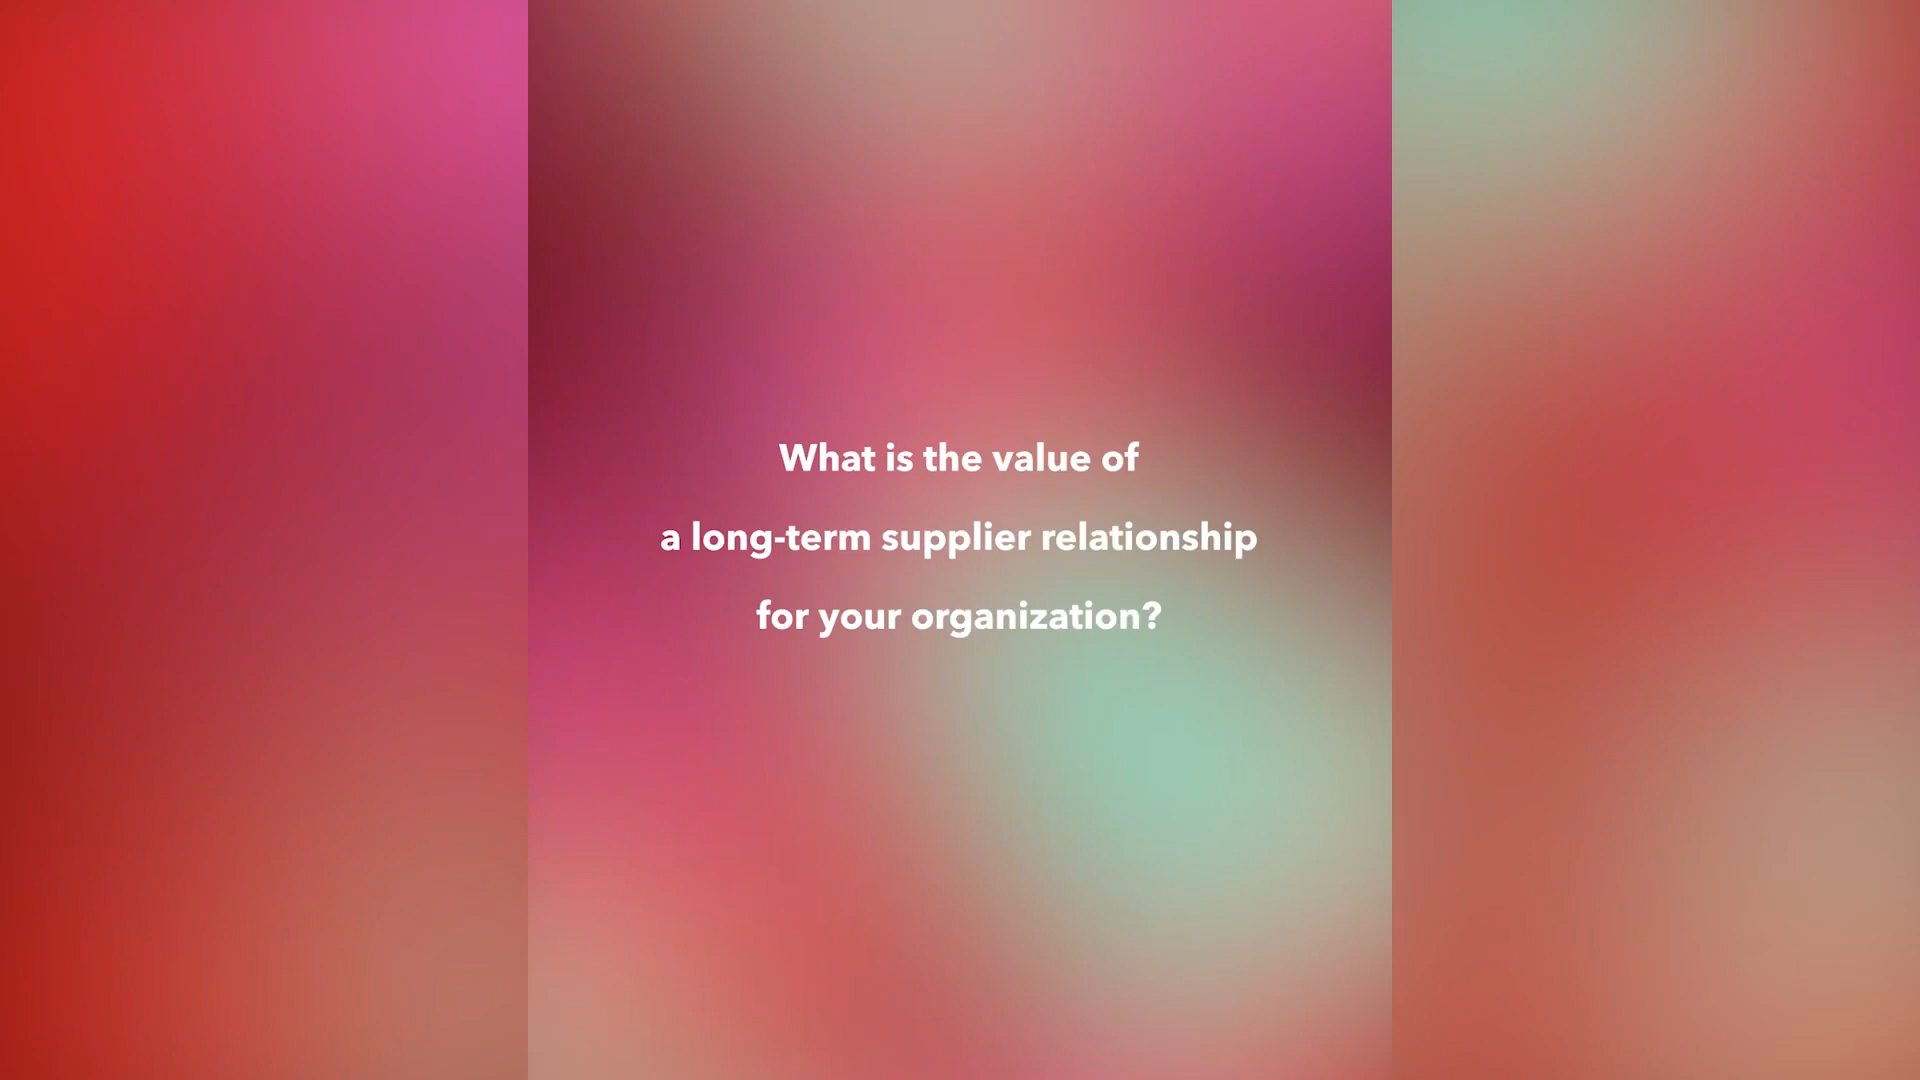 What is the value of
a long-term supplier relationship
for your organization?